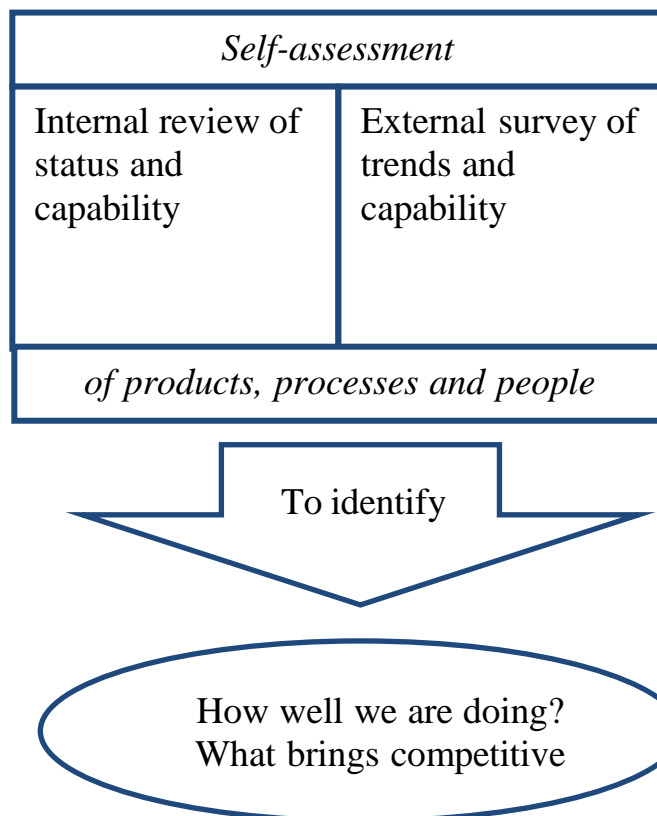 Self-assessment
Internal review of
status and
capability
External survey of
trends and
capability
of products, processes and people
To identify
How well we are doing?
What brings competitive